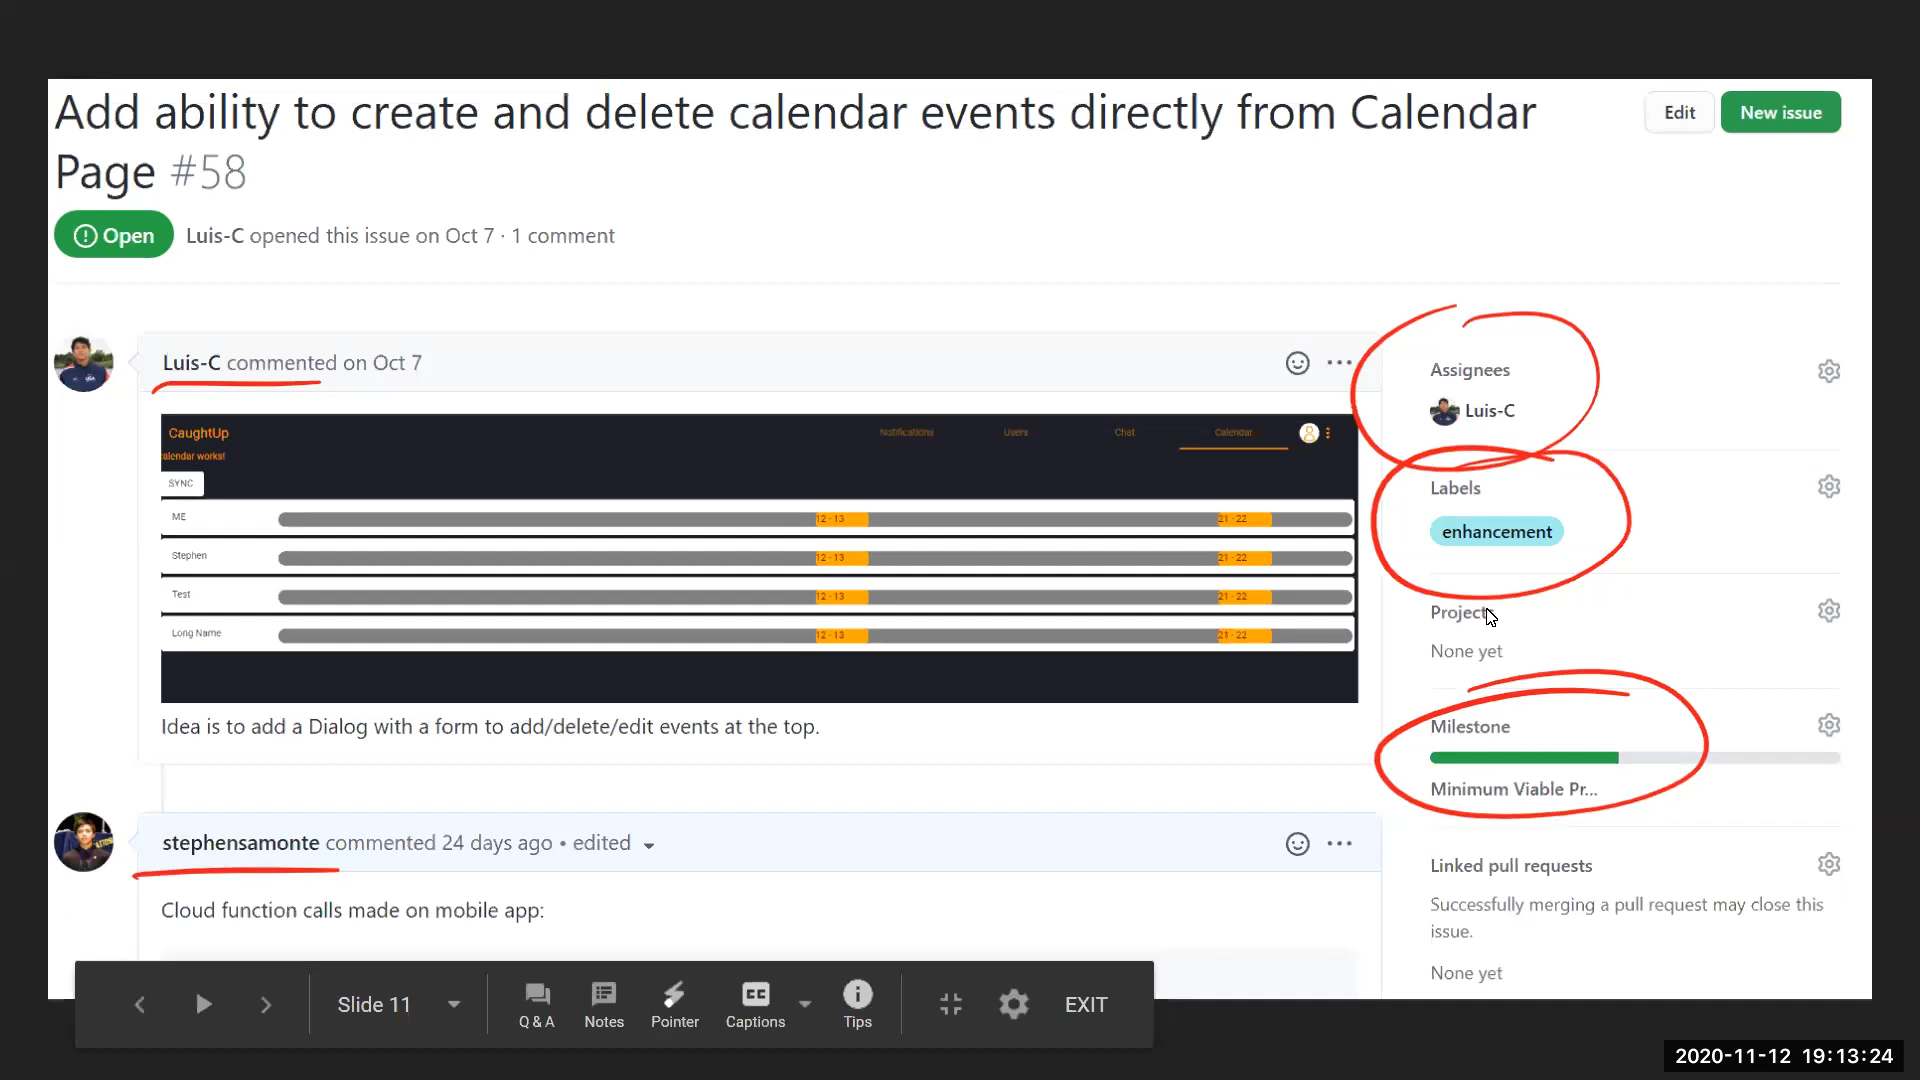 Add ability to create and delete calendar events directly from Calendar
Page #58
Edit
New issue
Open
Luis-C opened this issue on Oct 7 · 1 comment
Luis-C commented on Oct 7
CaughtUp
Notifications
Users
Chat
Calendar
calendar works!
SYNC
ME
12 - 13
21 - 22
Stephen
12 - 13
21 - 22
Test
12 - 13
21 - 22
Long Name
12 - 13
21 - 22
Idea is to add a Dialog with a form to add/delete/edit events at the top.
stephensamonte commented 24 days ago • edited
Cloud function calls made on mobile app:
Assignees
Luis-C
Labels
enhancement
Projects
None yet
Milestone
Minimum Viable Pr...
Linked pull requests
Successfully merging a pull request may close this
issue.
None yet
Slide 11
Q & A
Notes
Pointer
CC
Captions
Tips
EXIT
2020-11-12 19:13:24